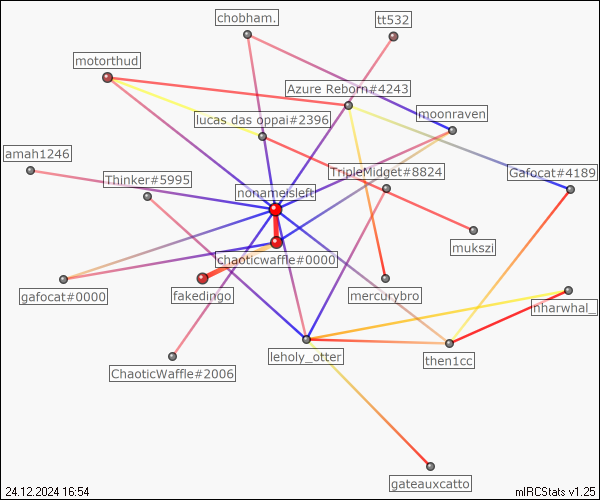 chobham.
tt532
motorthud
Azure Reborn#4243
lucas das oppai#2396
moonraven
amah1246
Thinker#5995
TripleMidget#8824
Gafocat#4189
nonameisleft
mukszi
chaoticwaffle#0000
gafocat#0000
fakedingo
mercurybro
nharwhal_
leholy_otter
then1cc
ChaoticWaffle#2006
gateauxcatto
24.12.2024 16:54
mIRCStats v1.25